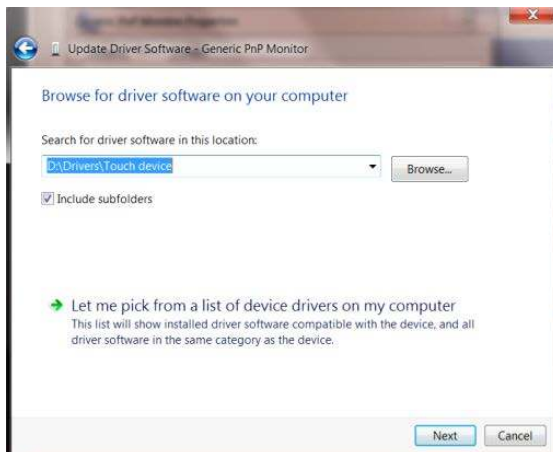 Update Driver Software - Generic PnP Monitor
Browse for driver software on your computer
Search for driver software in this location:
D:\Drivers\Touch device
Browse...
Include subfolders
Let me pick from a list of device drivers on my computer
This list will show installed driver software compatible with the device, and all
driver software in the same category as the device.
Next
Cancel